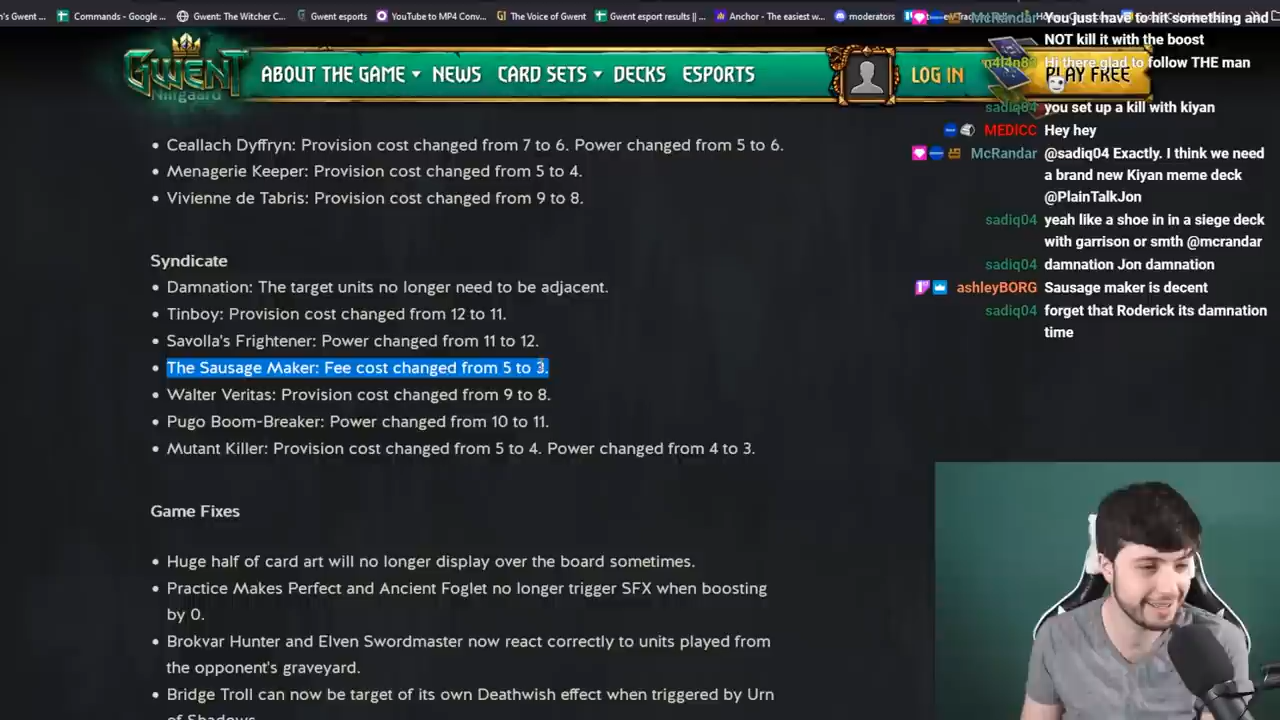 n's Gwent ...
Commands - Google ...
Gwent: The Witcher C...
Gwent esports
YouTube to MP4 Conv...
The Voice of Gwent
Gwent esport results || ...
Anchor - The easiest w...
moderators
GWENT
Nilfgaard
ABOUT THE GAME
NEWS
CARD SETS
DECKS
ESPORTS
LOG IN
PLAY FREE
• Ceallach Dyffryn: Provision cost changed from 7 to 6. Power changed from 5 to 6.
• Menagerie Keeper: Provision cost changed from 5 to 4.
• Vivienne de Tabris: Provision cost changed from 9 to 8.
Syndicate
• Damnation: The target units no longer need to be adjacent.
• Tinboy: Provision cost changed from 12 to 11.
• Savolla's Frightener: Power changed from 11 to 12.
• The Sausage Maker: Fee cost changed from 5 to 3.
• Walter Veritas: Provision cost changed from 9 to 8.
• Pugo Boom-Breaker: Power changed from 10 to 11.
• Mutant Killer: Provision cost changed from 5 to 4. Power changed from 4 to 3.
Game Fixes
• Huge half of card art will no longer display over the board sometimes.
• Practice Makes Perfect and Ancient Foglet no longer trigger SFX when boosting
by 0.
• Brokvar Hunter and Elven Swordmaster now react correctly to units played from
the opponent's graveyard.
• Bridge Troll can now be target of its own Deathwish effect when triggered by Urn
of Shadows.
McRandar You just have to hit something and
NOT kill it with the boost
Hi there glad to follow THE man
sadiq04 you set up a kill with kiyan
MEDICC Hey hey
McRandar @sadiq04 Exactly. I think we need
a brand new Kiyan meme deck
@PlainTalkJon
sadiq04 yeah like a shoe in in a siege deck
with garrison or smth @mcrandar
sadiq04 damnation Jon damnation
ashleyBORG Sausage maker is decent
sadiq04 forget that Roderick its damnation
time